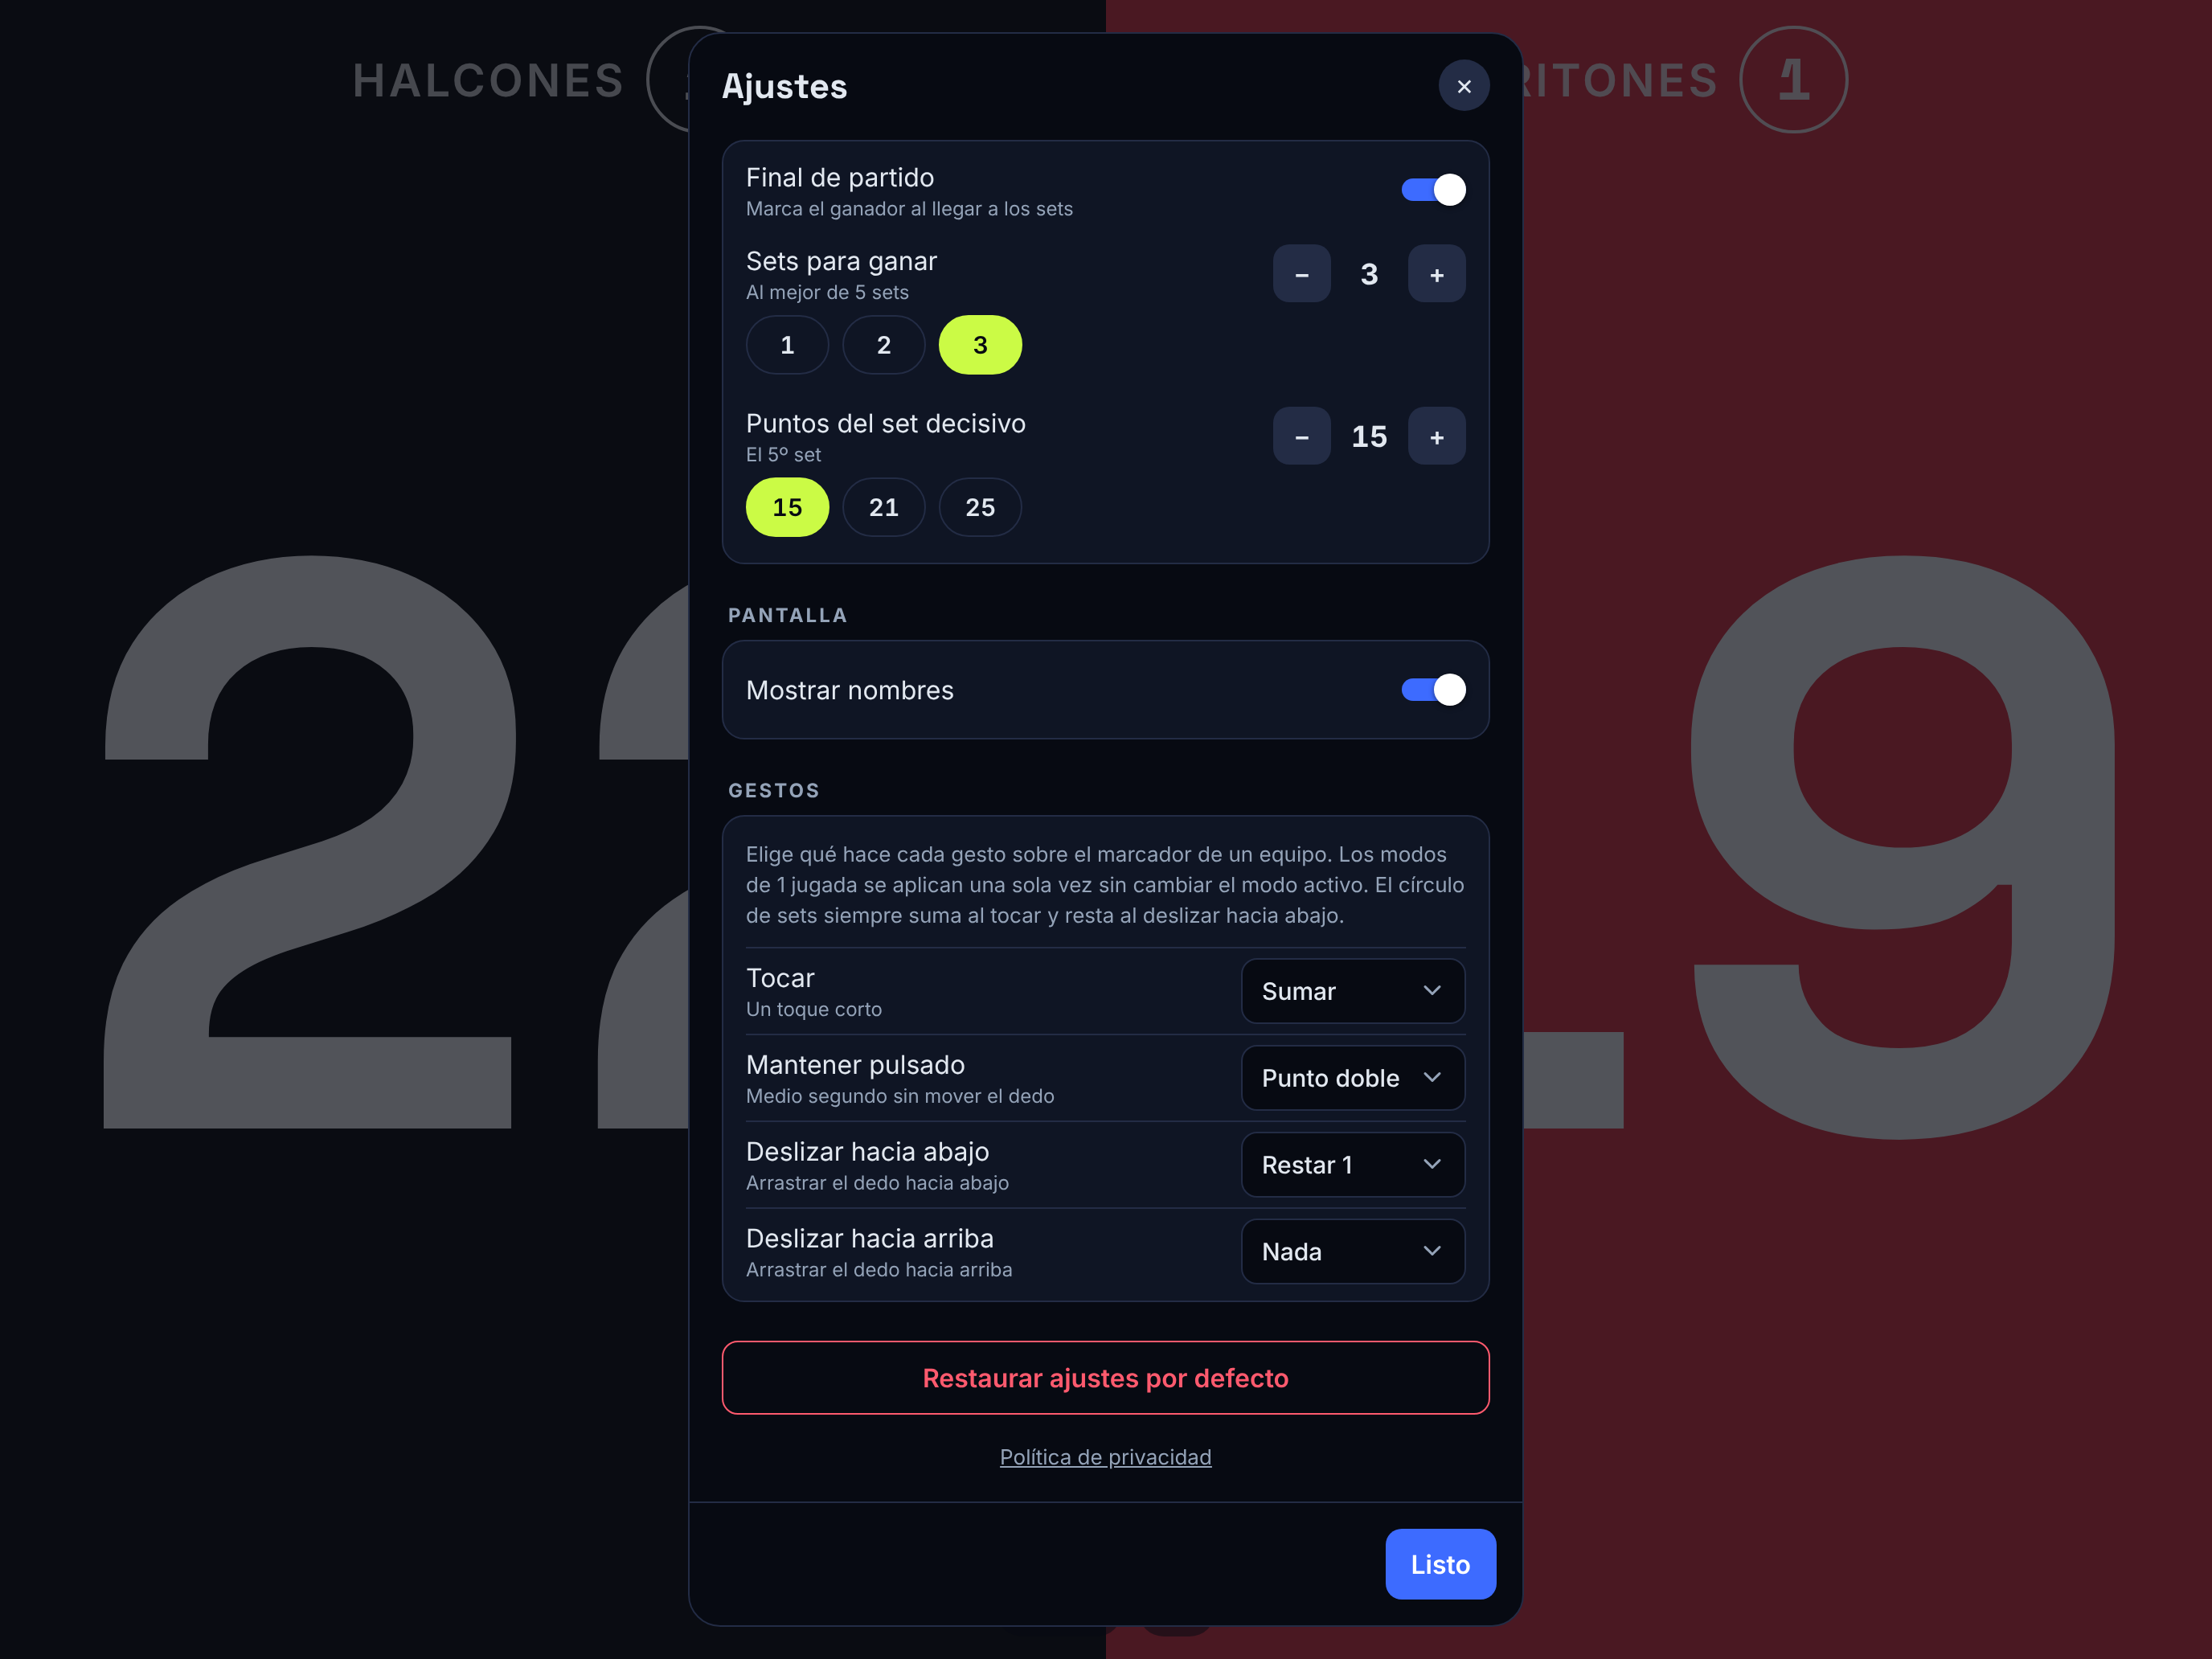 HALCONES
RITONES 1
Ajustes
Final de partido
Marca el ganador al llegar a los sets
Sets para ganar
Al mejor de 5 sets
− 3 +
1 2 3
Puntos del set decisivo
El 5º set
− 15 +
15 21 25
PANTALLA
Mostrar nombres
GESTOS
Elige qué hace cada gesto sobre el marcador de un equipo. Los modos
de 1 jugada se aplican una sola vez sin cambiar el modo activo. El círculo
de sets siempre suma al tocar y resta al deslizar hacia abajo.
Tocar
Un toque corto
Sumar
Mantener pulsado
Medio segundo sin mover el dedo
Punto doble
Deslizar hacia abajo
Arrastrar el dedo hacia abajo
Restar 1
Deslizar hacia arriba
Arrastrar el dedo hacia arriba
Nada
Restaurar ajustes por defecto
Política de privacidad
Listo
22
19